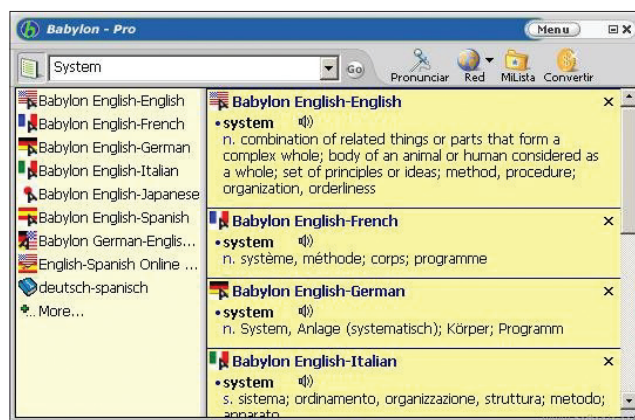 Babylon - Pro
Menu
System
Go
Pronunciar
Red
MiLista
Convertir
Babylon English-English
Babylon English-French
Babylon English-German
Babylon English-Italian
Babylon English-Japanese
Babylon English-Spanish
Babylon German-Englis...
English-Spanish Online ...
deutsch-spanisch
... More...
Babylon English-English
• system
n. combination of related things or parts that form a
complex whole; body of an animal or human considered as
a whole; set of principles or ideas; method, procedure;
organization, orderliness
Babylon English-French
• system
n. système, méthode; corps; programme
Babylon English-German
• system
n. System, Anlage (systematisch); Körper; Programm
Babylon English-Italian
• system
s. sistema; ordinamento, organizzazione, struttura; metodo;
apparato